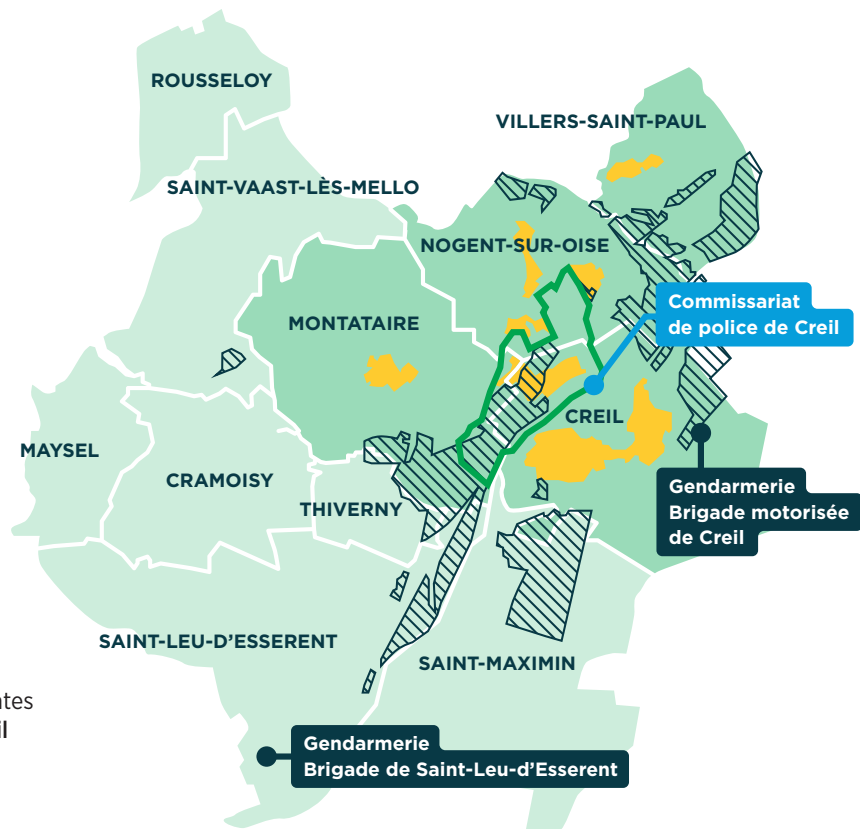 ROUSSELOY
VILLERS-SAINT-PAUL
SAINT-VAAST-LÈS-MELLO
NOGENT-SUR-OISE
Commissariat
de police de Creil
MONTATAIRE
CREIL
MAYSEL
CRAMOISY
THIVERNY
Gendarmerie
Brigade motorisée
de Creil
SAINT-LEU-D'ESSERENT
SAINT-MAXIMIN
Gendarmerie
Brigade de Saint-Leu-d'Esserent